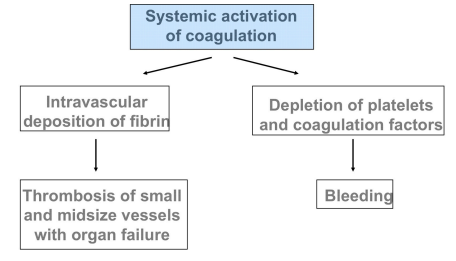 Systemic activation
of coagulation
Intravascular
deposition of fibrin
Depletion of platelets
and coagulation factors
Thrombosis of small
and midsize vessels
with organ failure
Bleeding